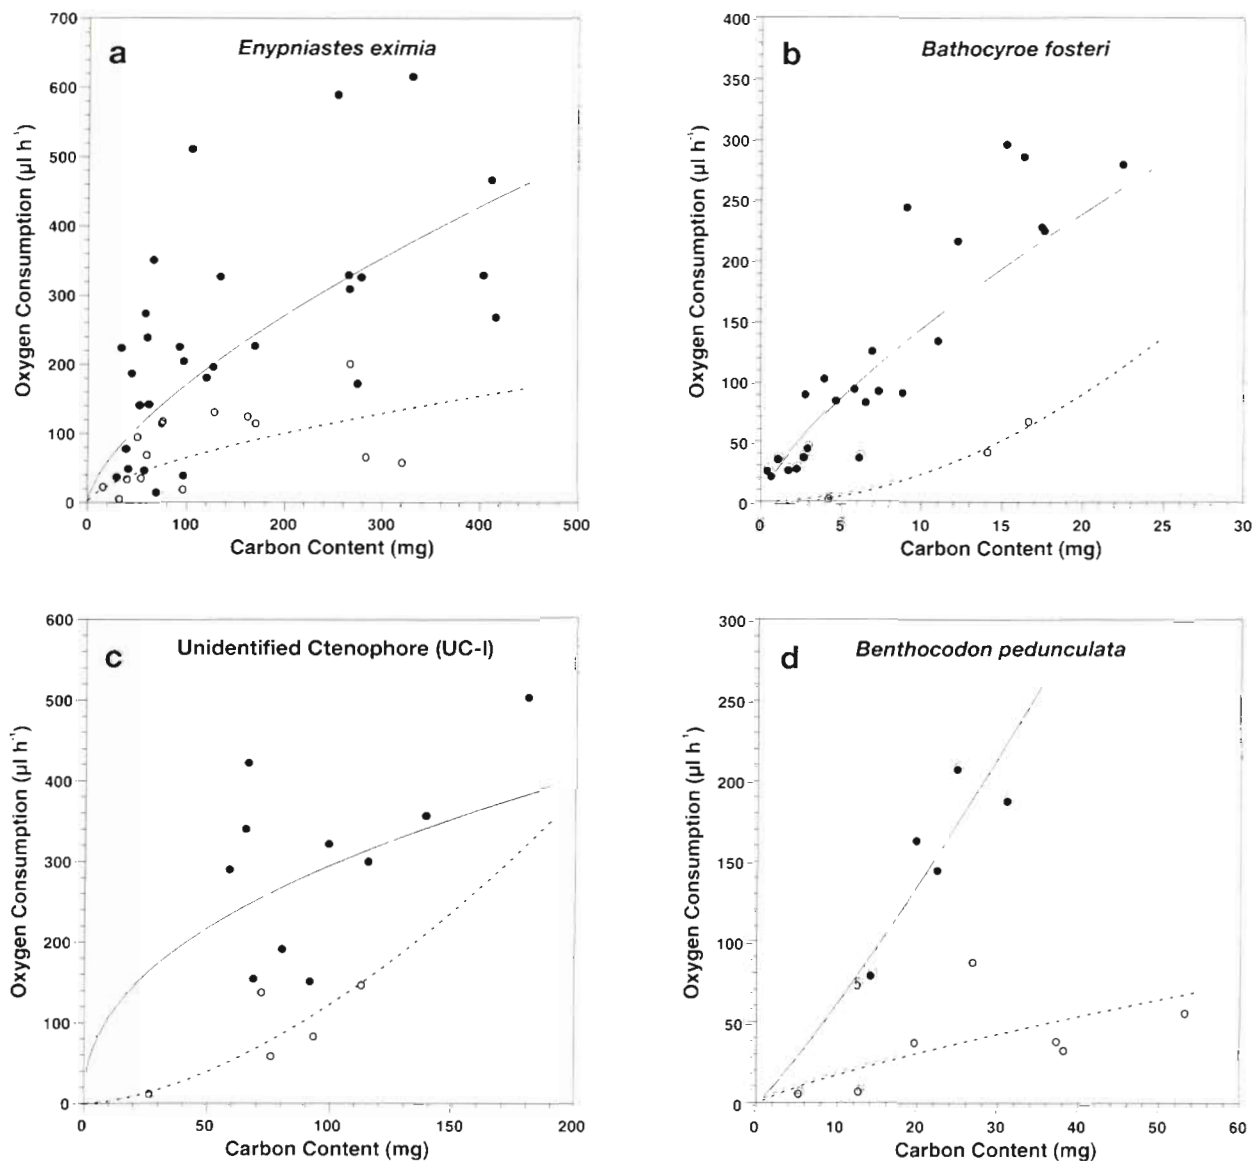 a
Enypniastes eximia
700
600
500
400
300
200
100
0
Oxygen Consumption (µl h⁻¹)
0 100 200 300 400 500
Carbon Content (mg)
b
Bathocyroe fosteri
400
350
300
250
200
150
100
50
0
Oxygen Consumption (µl h⁻¹)
0 5 10 15 20 25 30
Carbon Content (mg)
c
Unidentified Ctenophore (UC-I)
600
500
400
300
200
100
0
Oxygen Consumption (µl h⁻¹)
50 100 150 200
Carbon Content (mg)
d
Benthocodon pedunculata
300
250
200
150
100
50
0
Oxygen Consumption (µl h⁻¹)
0 10 20 30 40 50 60
Carbon Content (mg)